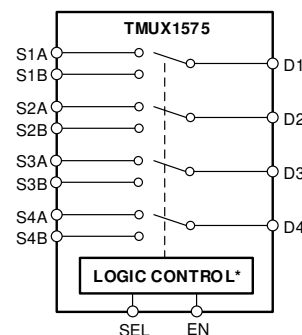 TMUX1575
S1A
S1B
D1
S2A
S2B
D2
S3A
S3B
D3
S4A
S4B
D4
LOGIC CONTROL*
SEL EN